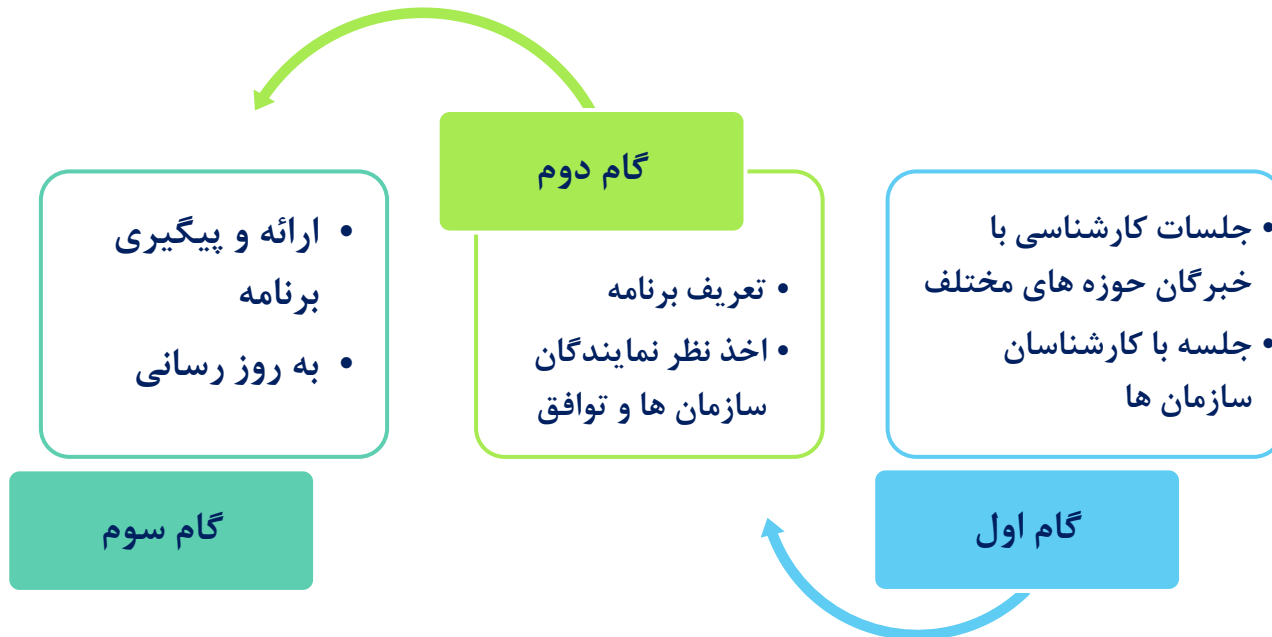 گام اول
• جلسات کارشناسی با
خبرگان حوزه های مختلف
• جلسه با کارشناسان
سازمان ها
گام دوم
• تعریف برنامه
• اخذ نظر نمایندگان
سازمان ها و توافق
گام سوم
• ارائه و پیگیری
برنامه
• به روز رسانی